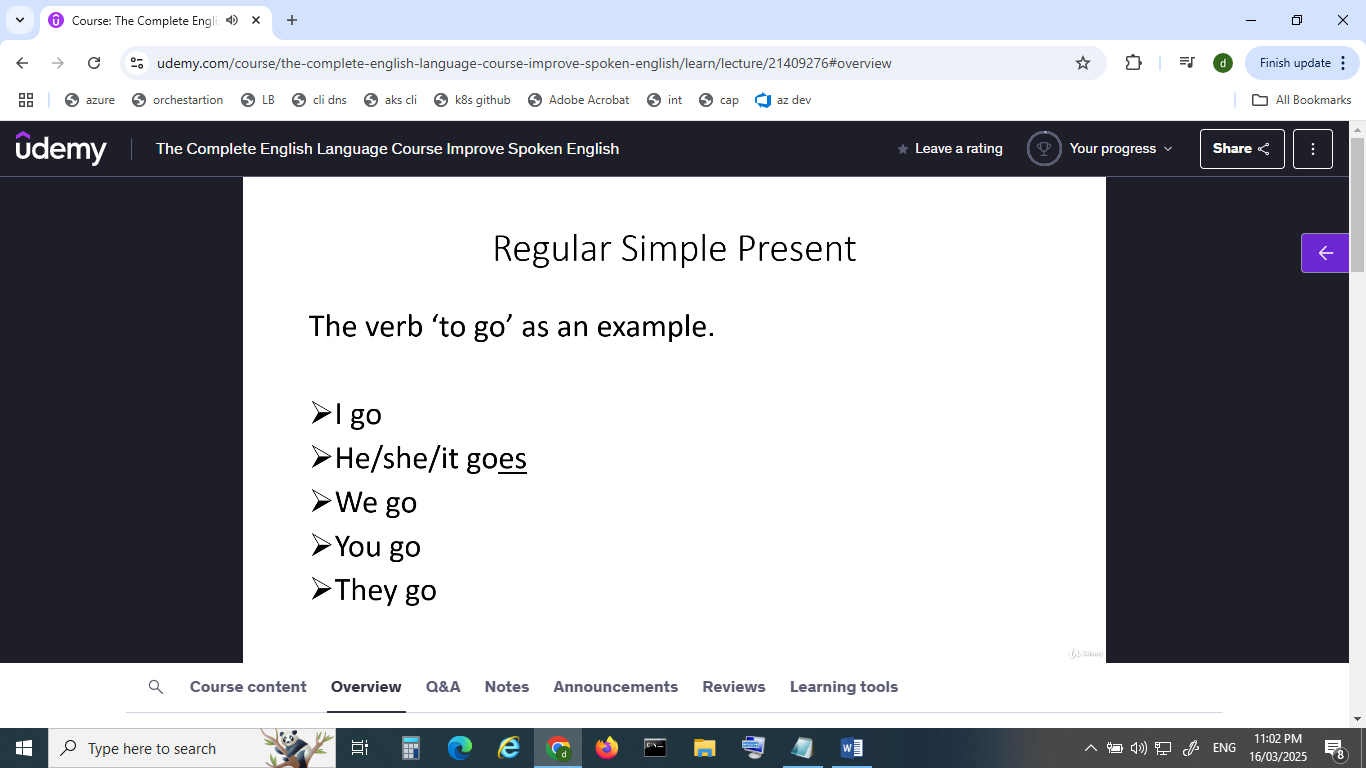 Course: The Complete Engli
udemy.com/course/the-complete-english-language-course-improve-spoken-english/learn/lecture/21409276#overview
d
Finish update
azure
orchestartion
LB
cli dns
aks cli
k8s github
Adobe Acrobat
int
cap
az dev
All Bookmarks
udemy
The Complete English Language Course Improve Spoken English
Leave a rating
Your progress
Share
Regular Simple Present
The verb ‘to go’ as an example.
I go
He/she/it goes
We go
You go
They go
Udemy
Course content
Overview
Q&A
Notes
Announcements
Reviews
Learning tools
Type here to search
ENG
11:02 PM
16/03/2025
8